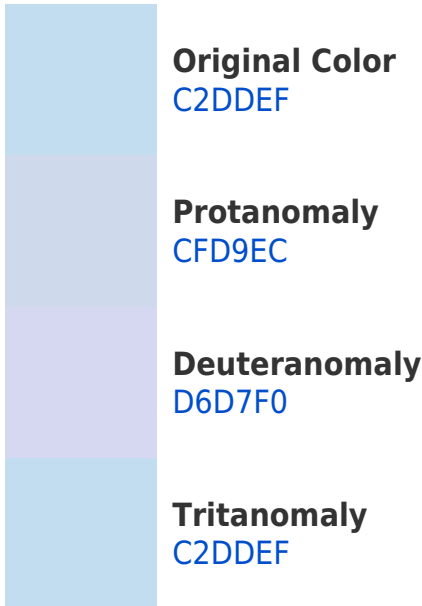 Original Color
C2DDEF
Protanomaly
CFD9EC
Deuteranomaly
D6D7F0
Tritanomaly
C2DDEF